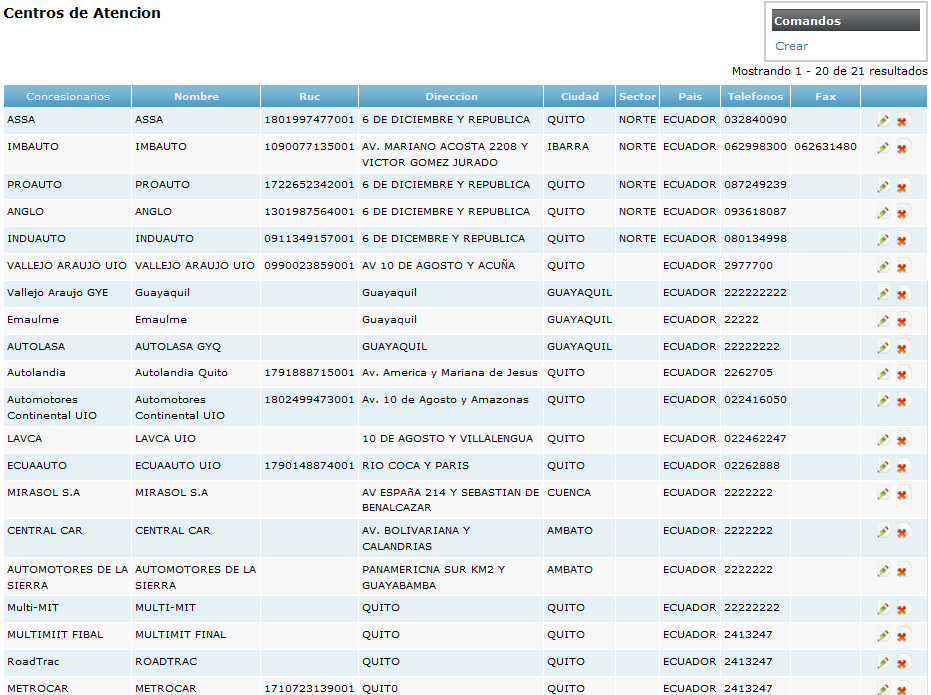 Centros de Atencion
Comandos
Crear
Mostrando 1 - 20 de 21 resultados
Concesionarios Nombre Ruc Direccion Ciudad Sector Pais Telefonos Fax
ASSA ASSA 1801997477001 6 DE DICIEMBRE Y REPUBLICA QUITO NORTE ECUADOR 032840090
IMBAUTO IMBAUTO 1090077135001 AV. MARIANO ACOSTA 2208 Y IBARRA NORTE ECUADOR 062998300 062631480
VICTOR GOMEZ JURADO
PROAUTO PROAUTO 1722652342001 6 DE DICIEMBRE Y REPUBLICA QUITO NORTE ECUADOR 087249239
ANGLO ANGLO 1301987564001 6 DE DICIEMBRE Y REPUBLICA QUITO NORTE ECUADOR 093618087
INDUAUTO INDUAUTO 0911349157001 6 DE DICEMBRE Y REPUBLICA QUITO NORTE ECUADOR 080134998
VALLEJO ARAUJO UIO VALLEJO ARAUJO UIO 0990023859001 AV 10 DE AGOSTO Y ACUÑA QUITO ECUADOR 2977700
Vallejo Araujo GYE Guayaquil Guayaquil GUAYAQUIL ECUADOR 222222222
Emaulme Emaulme Guayaquil GUAYAQUIL ECUADOR 22222
AUTOLASA AUTOLASA GYQ GUAYAQUIL GUAYAQUIL ECUADOR 22222222
Autolandia Autolandia Quito 1791888715001 Av. America y Mariana de Jesus QUITO ECUADOR 2262705
Automotores Automotores 1802499473001 Av. 10 de Agosto y Amazonas QUITO ECUADOR 022416050
Continental UIO Continental UIO
LAVCA LAVCA UIO 10 DE AGOSTO Y VILLALENGUA QUITO ECUADOR 022462247
ECUAAUTO ECUAAUTO UIO 1790148874001 RIO COCA Y PARIS QUITO ECUADOR 02262888
MIRASOL S.A MIRASOL S.A AV ESPAñA 214 Y SEBASTIAN DE CUENCA ECUADOR 2222222
BENALCAZAR
CENTRAL CAR CENTRAL CAR AV. BOLIVARIANA Y AMBATO ECUADOR 2222222
CALANDRIAS
AUTOMOTORES DE LA AUTOMOTORES DE LA PANAMERICNA SUR KM2 Y AMBATO ECUADOR 2222222
SIERRA SIERRA GUAYABAMBA
Multi-MIT MULTI-MIT QUITO QUITO ECUADOR 22222222
MULTIMIIT FIBAL MULTIMIT FINAL QUITO QUITO ECUADOR 2413247
RoadTrac ROADTRAC QUITO QUITO ECUADOR 2413247
METROCAR METROCAR 1710723139001 QUIT0 QUITO ECUADOR 2413247